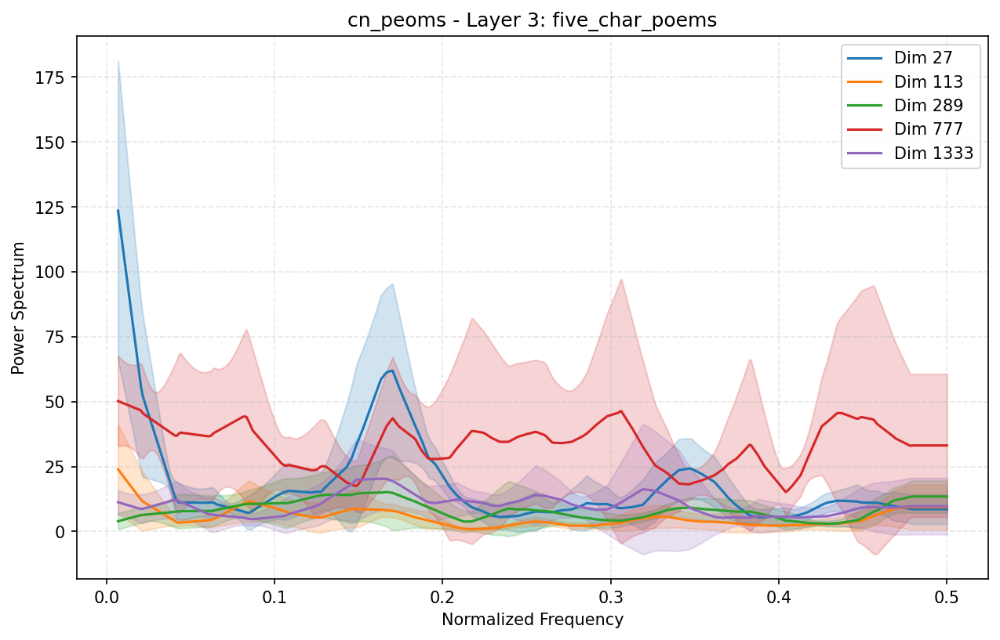 cn_peoms - Layer 3: five_char_poems
Dim 27
Dim 113
Dim 289
Dim 777
Dim 1333
Power Spectrum
175
150
125
100
75
50
25
0
0.0 0.1 0.2 0.3 0.4 0.5
Normalized Frequency